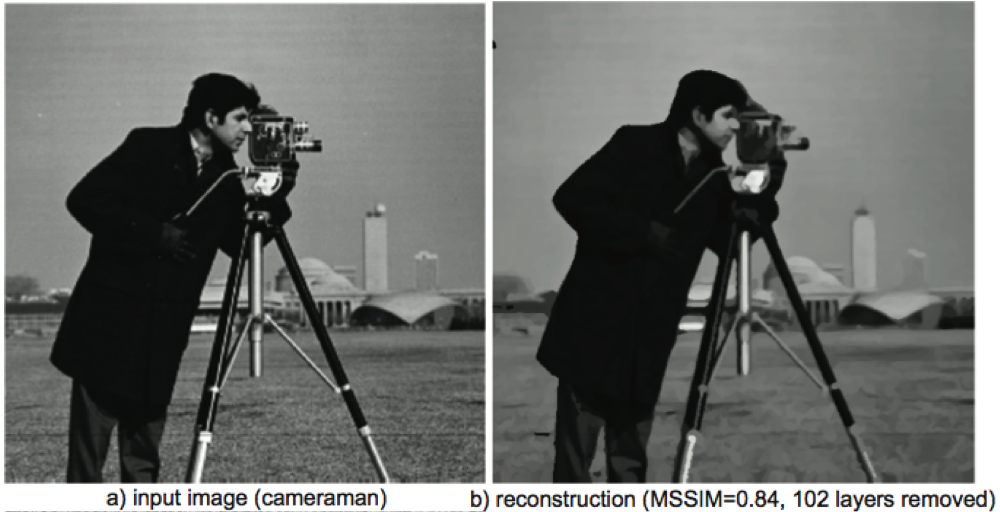 a) input image (cameraman)
b) reconstruction (MSSIM=0.84, 102 layers removed)